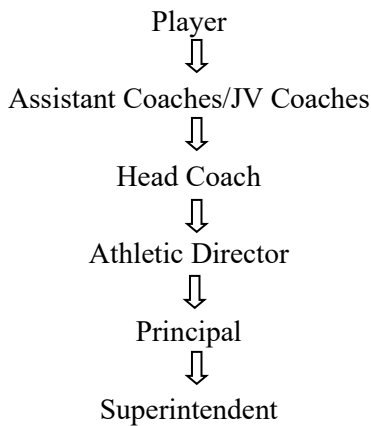 Player
Assistant Coaches/JV Coaches
Head Coach
Athletic Director
Principal
Superintendent